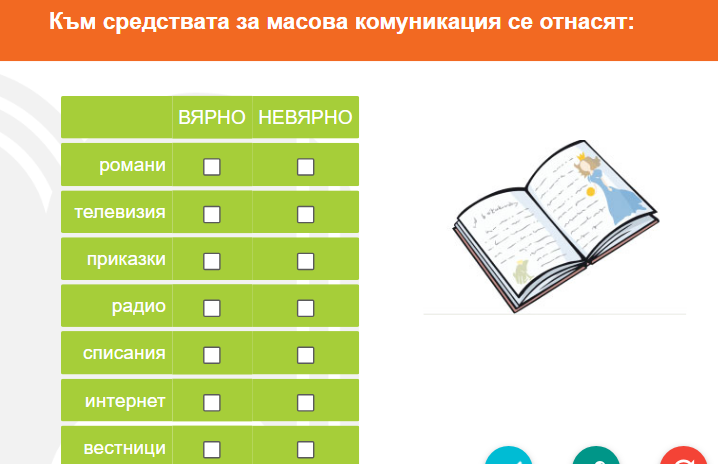 Към средствата за масова комуникация се отнасят:
ВЯРНО НЕВЯРНО
романи
телевизия
приказки
радио
списания
интернет
вестници